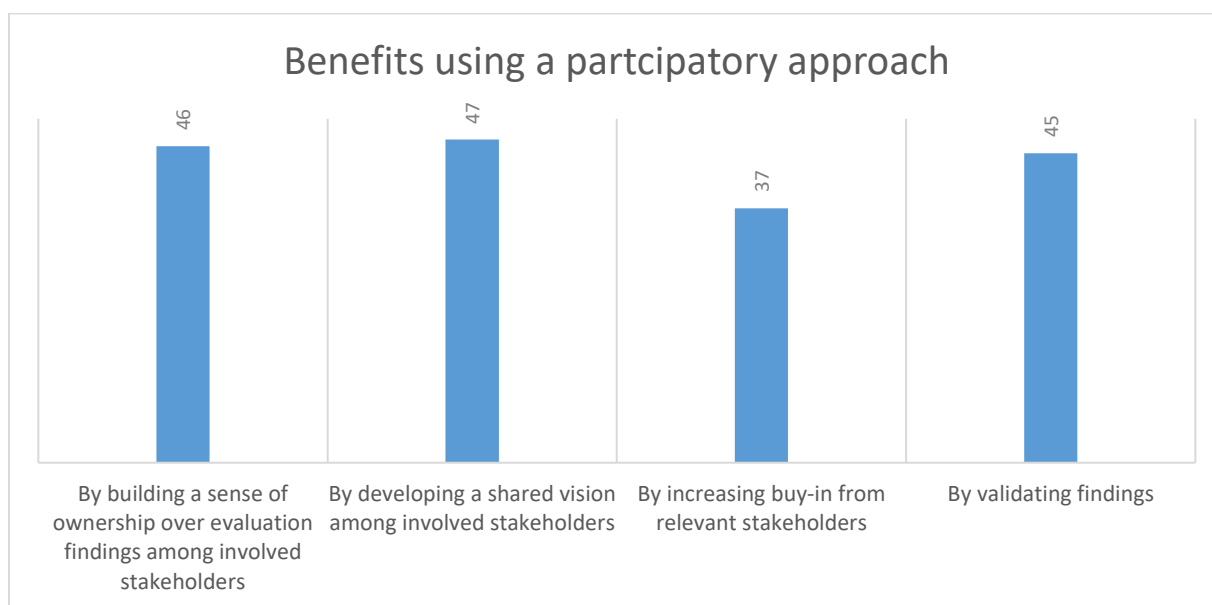 Benefits using a partcipatory approach
46
47
37
45
By building a sense of
ownership over evaluation
findings among involved
stakeholders
By developing a shared vision
among involved stakeholders
By increasing buy-in from
relevant stakeholders
By validating findings